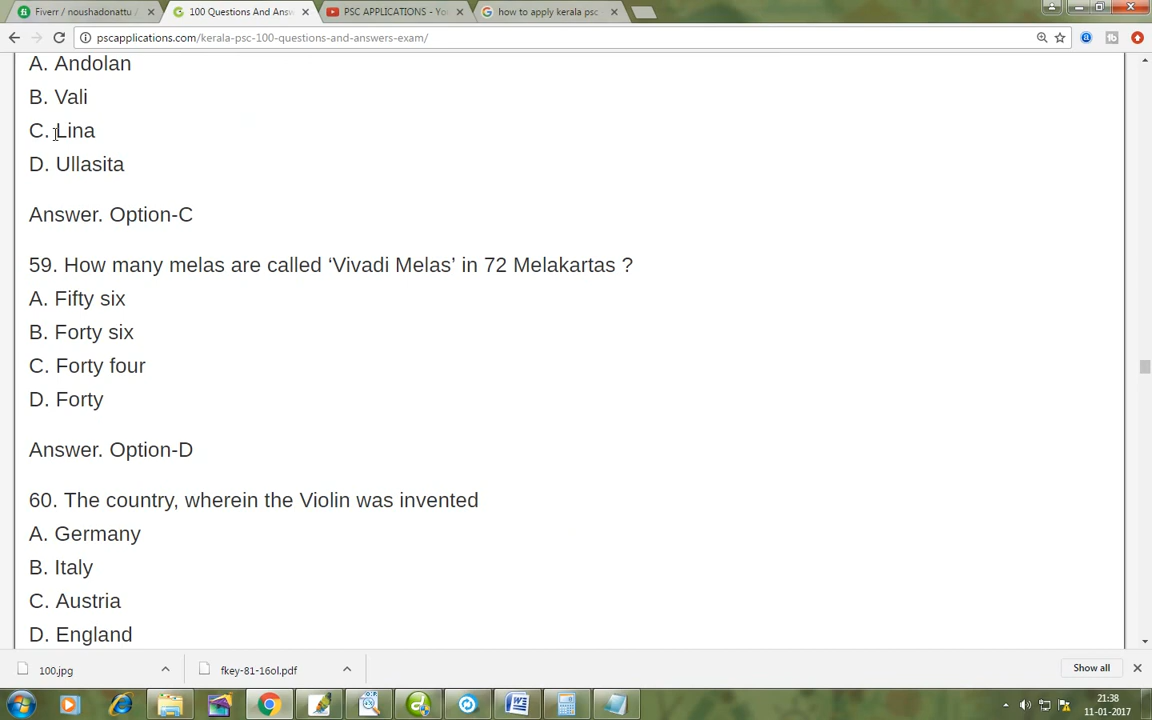 Fiverr / noushadonattu /
100 Questions And Answ
PSC APPLICATIONS - Yo
how to apply kerala psc
pscapplications.com/kerala-psc-100-questions-and-answers-exam/
A. Andolan
B. Vali
C. Lina
D. Ullasita
Answer. Option-C
59. How many melas are called ‘Vivadi Melas’ in 72 Melakartas ?
A. Fifty six
B. Forty six
C. Forty four
D. Forty
Answer. Option-D
60. The country, wherein the Violin was invented
A. Germany
B. Italy
C. Austria
D. England
100.jpg
fkey-81-16ol.pdf
Show all
21:38
11-01-2017